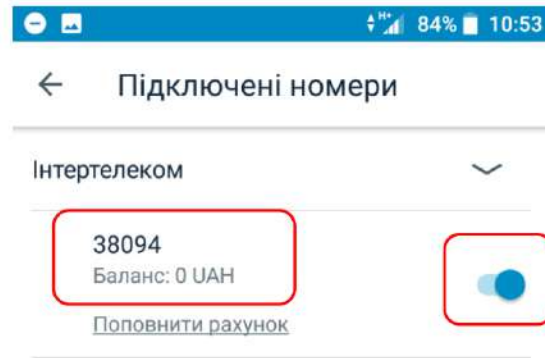 H+ 84% 10:53
Підключені номери
Інтертелеком
38094
Баланс: 0 UAH
Поповнити рахунок